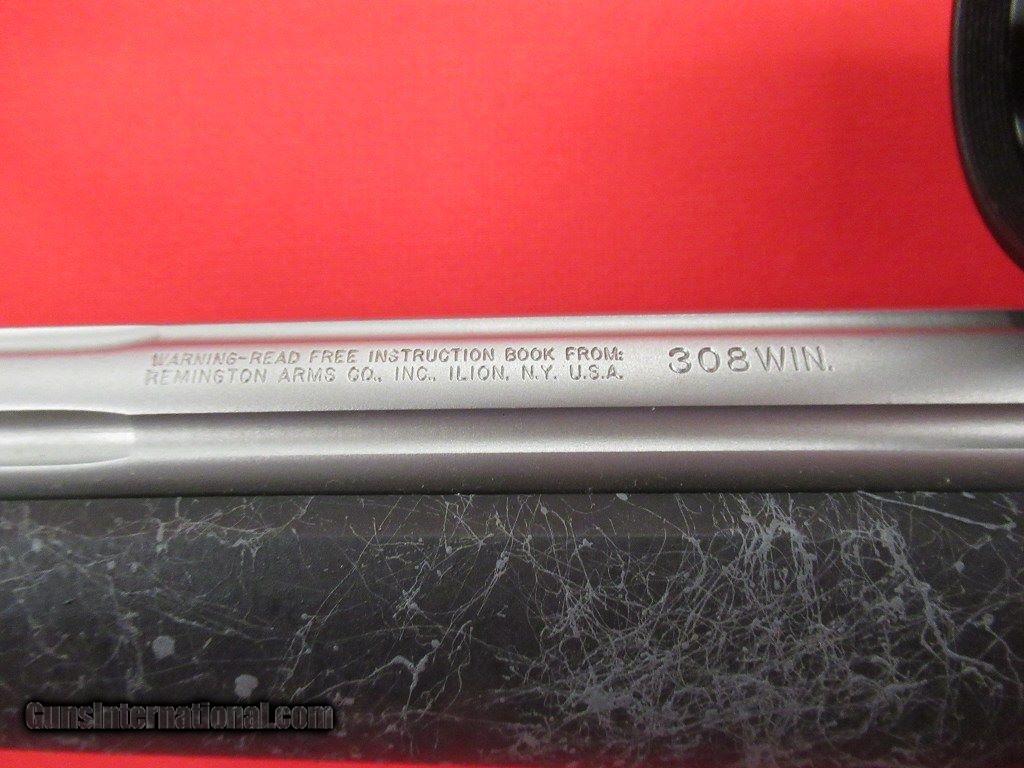 WARNING-READ FREE INSTRUCTION BOOK FROM:
REMINGTON ARMS CO., INC., ILION, N.Y. U.S.A.
308 WIN.
GunsInternational.com